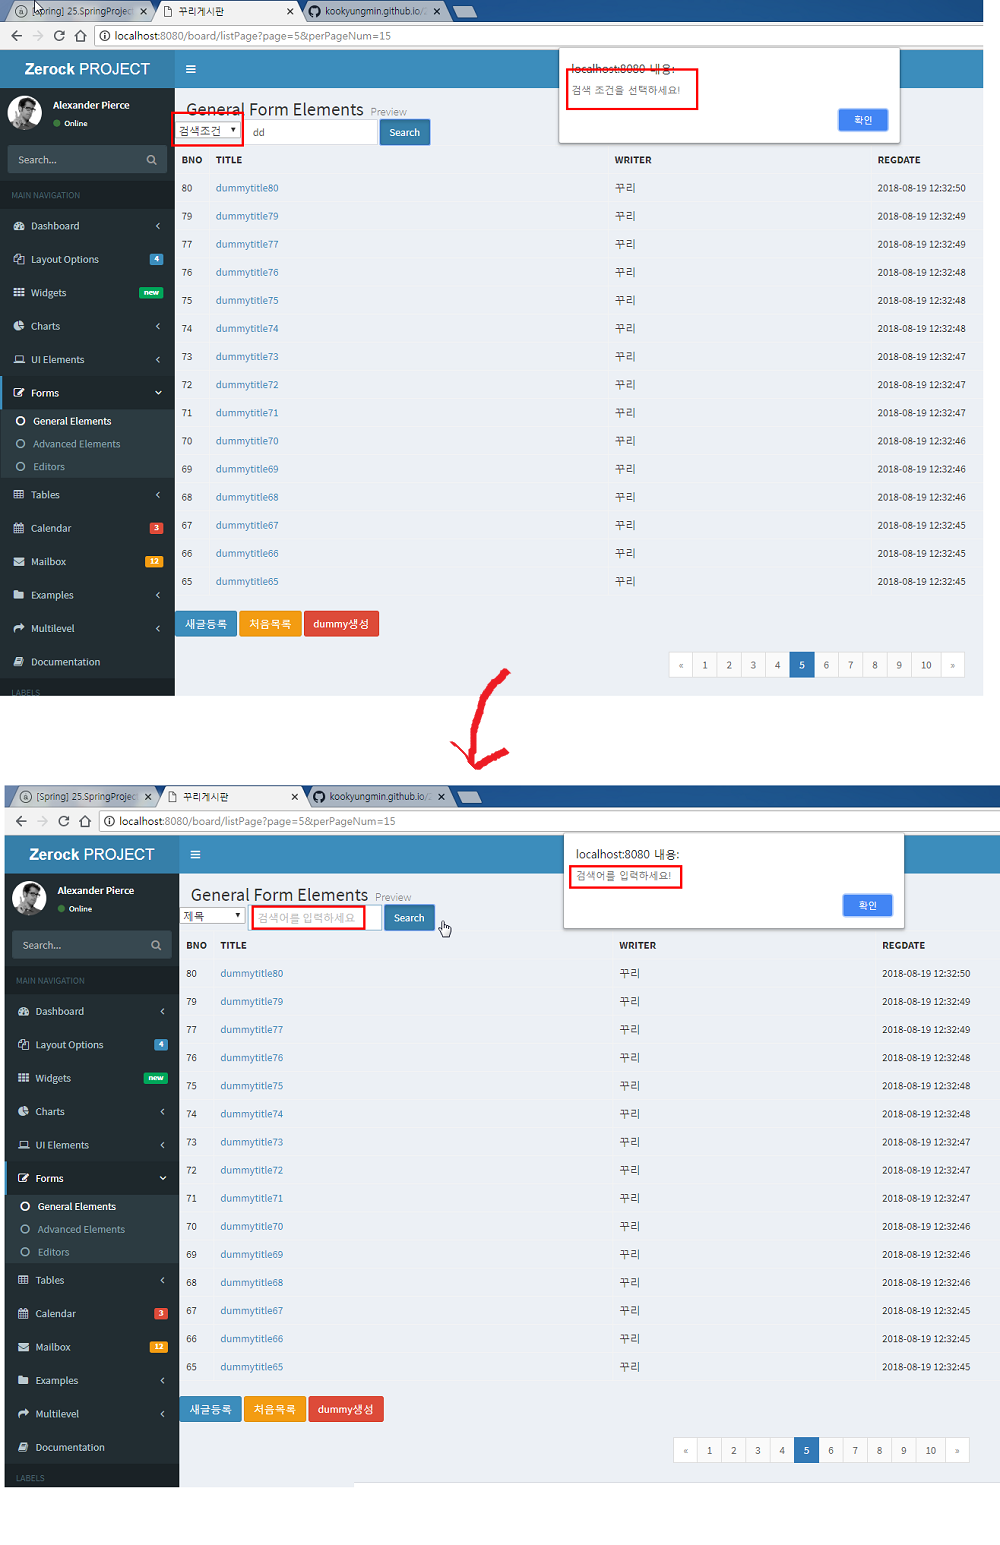 [Spring] 25.SpringProject
꾸리게시판
kookyungmin.github.io/2
localhost:8080/board/listPage?page=5&perPageNum=15
Zerock PROJECT
localhost:8080 내용:
검색 조건을 선택하세요!
확인
Alexander Pierce
Online
General Form Elements Preview
검색조건 dd Search
Search...
BNO TITLE WRITER REGDATE
MAIN NAVIGATION
80 dummytitle80 꾸리 2018-08-19 12:32:50
79 dummytitle79 꾸리 2018-08-19 12:32:49
77 dummytitle77 꾸리 2018-08-19 12:32:49
76 dummytitle76 꾸리 2018-08-19 12:32:48
75 dummytitle75 꾸리 2018-08-19 12:32:48
74 dummytitle74 꾸리 2018-08-19 12:32:48
73 dummytitle73 꾸리 2018-08-19 12:32:47
72 dummytitle72 꾸리 2018-08-19 12:32:47
71 dummytitle71 꾸리 2018-08-19 12:32:47
70 dummytitle70 꾸리 2018-08-19 12:32:46
69 dummytitle69 꾸리 2018-08-19 12:32:46
68 dummytitle68 꾸리 2018-08-19 12:32:46
67 dummytitle67 꾸리 2018-08-19 12:32:45
66 dummytitle66 꾸리 2018-08-19 12:32:45
65 dummytitle65 꾸리 2018-08-19 12:32:45
Dashboard
Layout Options 4
Widgets new
Charts
UI Elements
Forms
General Elements
Advanced Elements
Editors
Tables
Calendar 3
Mailbox 12
Examples
Multilevel
Documentation
LABELS
새글등록 처음목록 dummy생성
« 1 2 3 4 5 6 7 8 9 10 »
[Spring] 25.SpringProject
꾸리게시판
kookyungmin.github.io/2
localhost:8080/board/listPage?page=5&perPageNum=15
Zerock PROJECT
localhost:8080 내용:
검색어를 입력하세요!
확인
Alexander Pierce
Online
General Form Elements Preview
제목 검색어를 입력하세요 Search
Search...
BNO TITLE WRITER REGDATE
MAIN NAVIGATION
80 dummytitle80 꾸리 2018-08-19 12:32:50
79 dummytitle79 꾸리 2018-08-19 12:32:49
77 dummytitle77 꾸리 2018-08-19 12:32:49
76 dummytitle76 꾸리 2018-08-19 12:32:48
75 dummytitle75 꾸리 2018-08-19 12:32:48
74 dummytitle74 꾸리 2018-08-19 12:32:48
73 dummytitle73 꾸리 2018-08-19 12:32:47
72 dummytitle72 꾸리 2018-08-19 12:32:47
71 dummytitle71 꾸리 2018-08-19 12:32:47
70 dummytitle70 꾸리 2018-08-19 12:32:46
69 dummytitle69 꾸리 2018-08-19 12:32:46
68 dummytitle68 꾸리 2018-08-19 12:32:46
67 dummytitle67 꾸리 2018-08-19 12:32:45
66 dummytitle66 꾸리 2018-08-19 12:32:45
65 dummytitle65 꾸리 2018-08-19 12:32:45
Dashboard
Layout Options 4
Widgets new
Charts
UI Elements
Forms
General Elements
Advanced Elements
Editors
Tables
Calendar 3
Mailbox 12
Examples
Multilevel
Documentation
LABELS
새글등록 처음목록 dummy생성
« 1 2 3 4 5 6 7 8 9 10 »